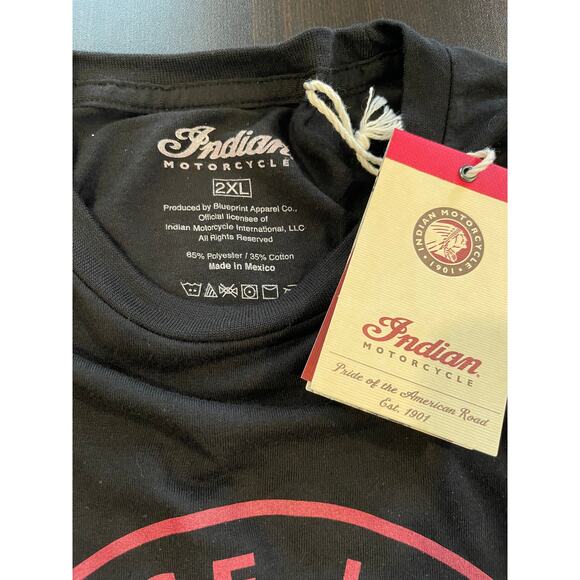 Indian
MOTORCYCLE
2XL
Produced by Blueprint Apparel Co.,
Official licensee of
Indian Motorcycle International, LLC
All Rights Reserved
65% Polyester / 35% Cotton
Made in Mexico
INDIAN MOTORCYCLE
• 1901 •
Indian
MOTORCYCLE
Pride of the American Road
Est. 1901